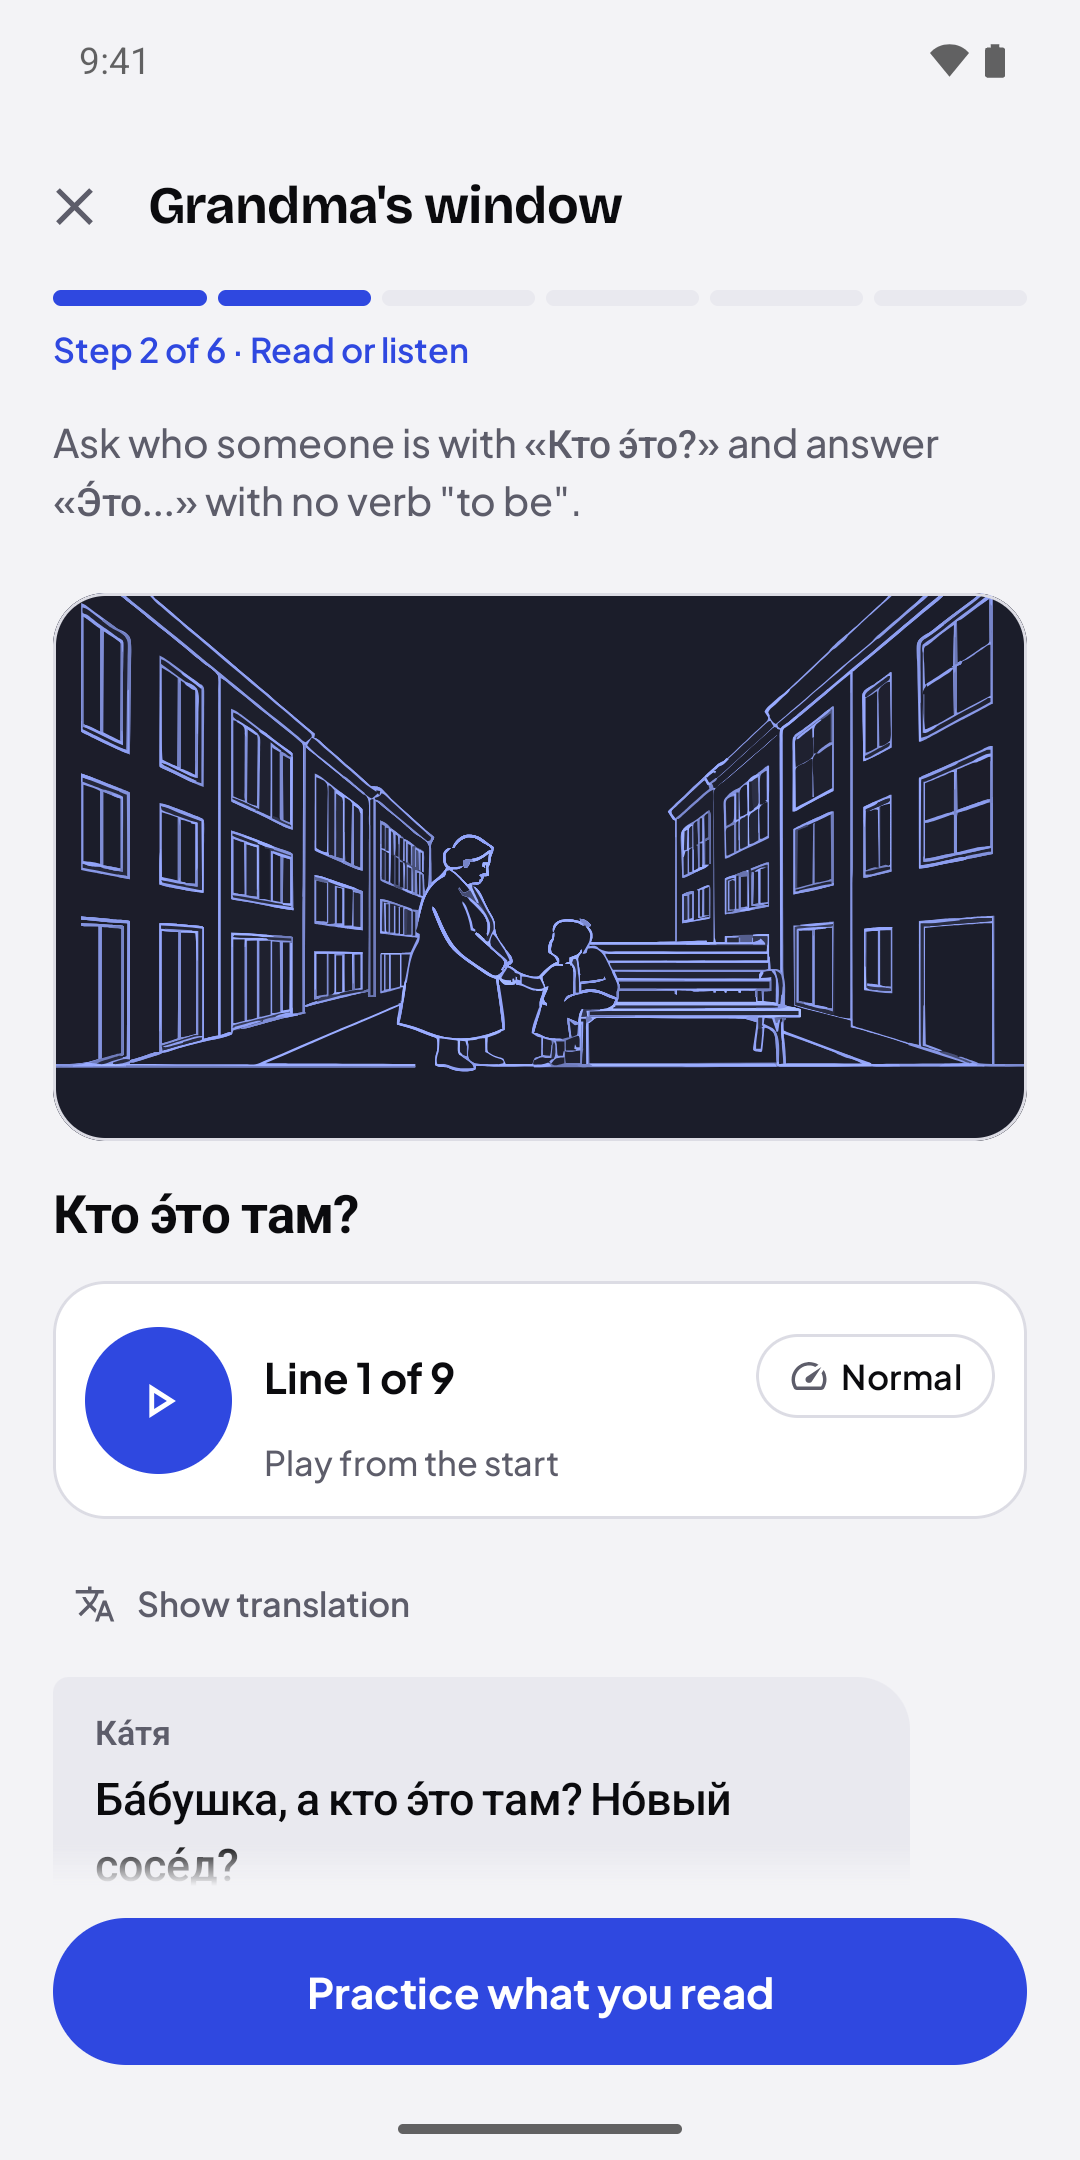 9:41
Grandma's window
Step 2 of 6 · Read or listen
Ask who someone is with «Кто э́то?» and answer
«Э́то...» with no verb "to be".
Кто э́то там?
Line 1 of 9
Normal
Play from the start
Show translation
Ка́тя
Ба́бушка, а кто э́то там? Но́вый
сосе́д?
Practice what you read